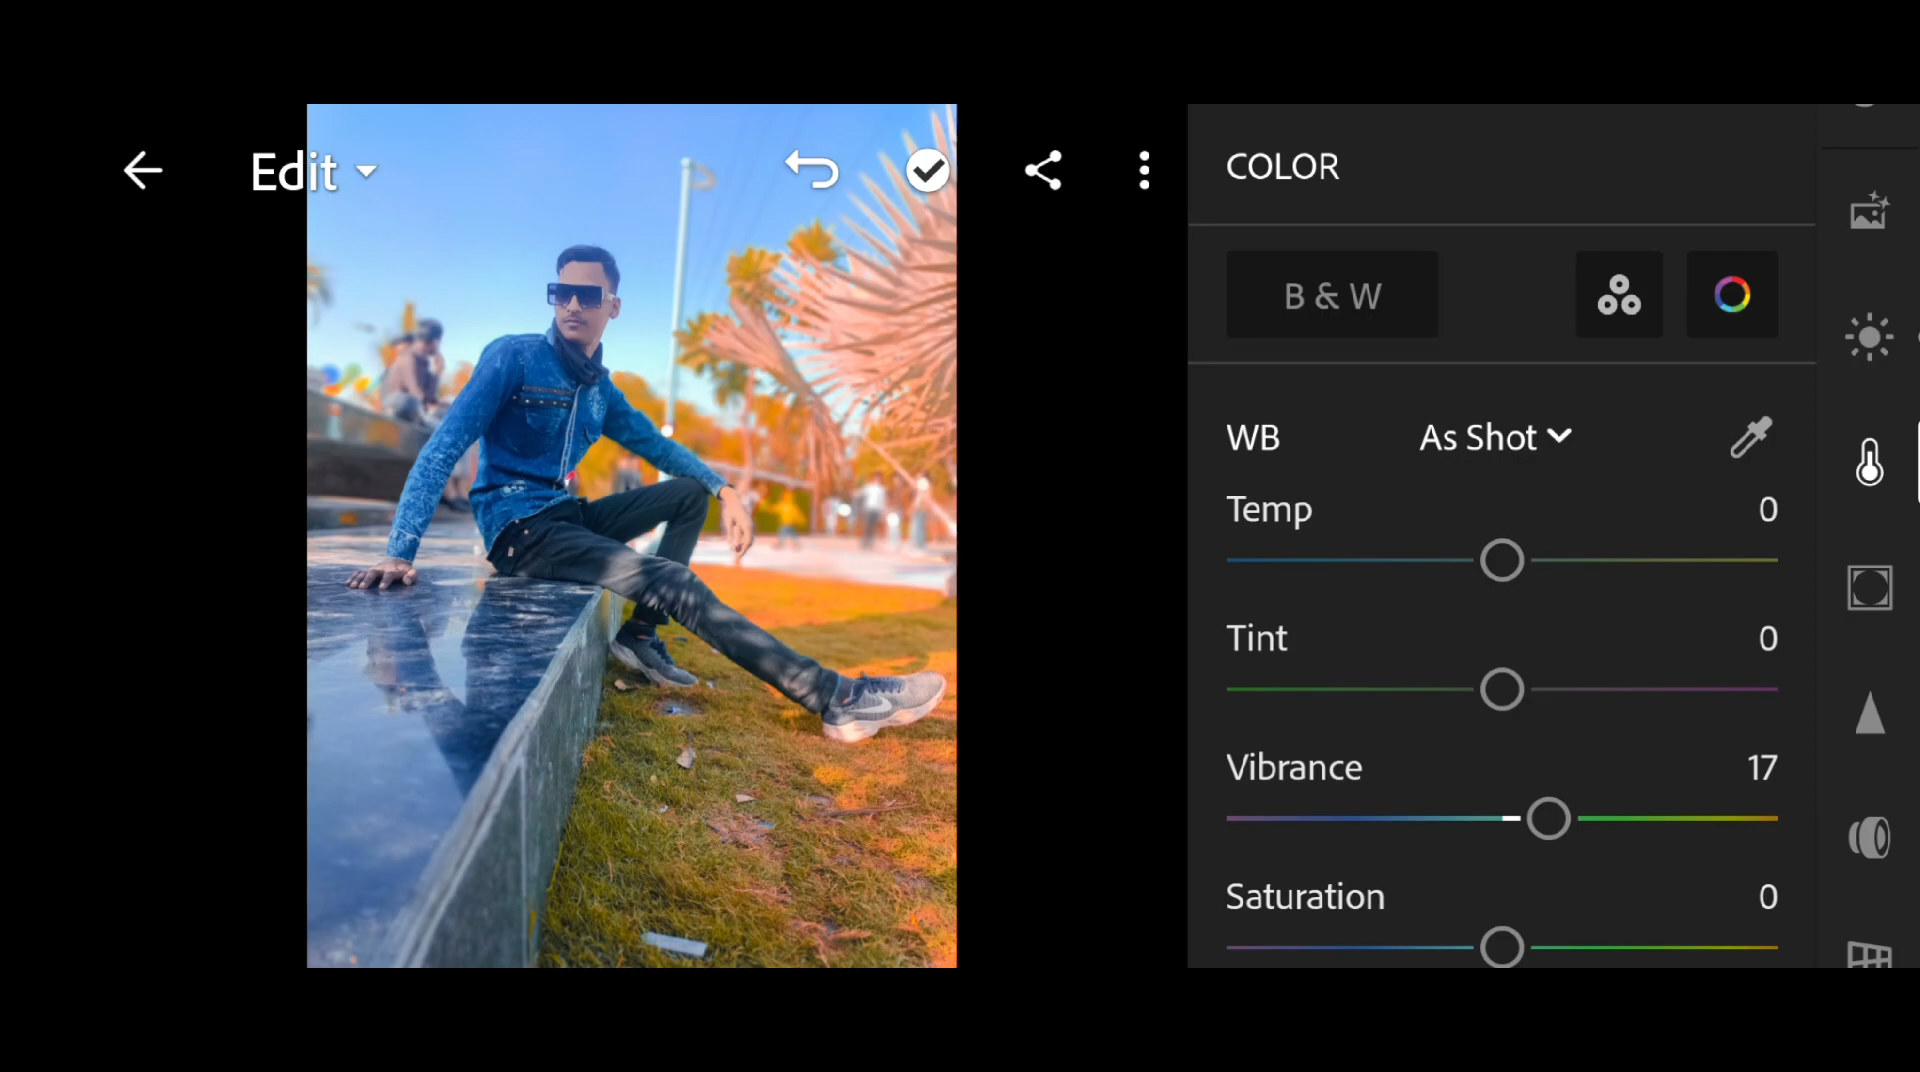 Edit
COLOR
B & W
WB As Shot
Temp 0
Tint 0
Vibrance 17
Saturation 0